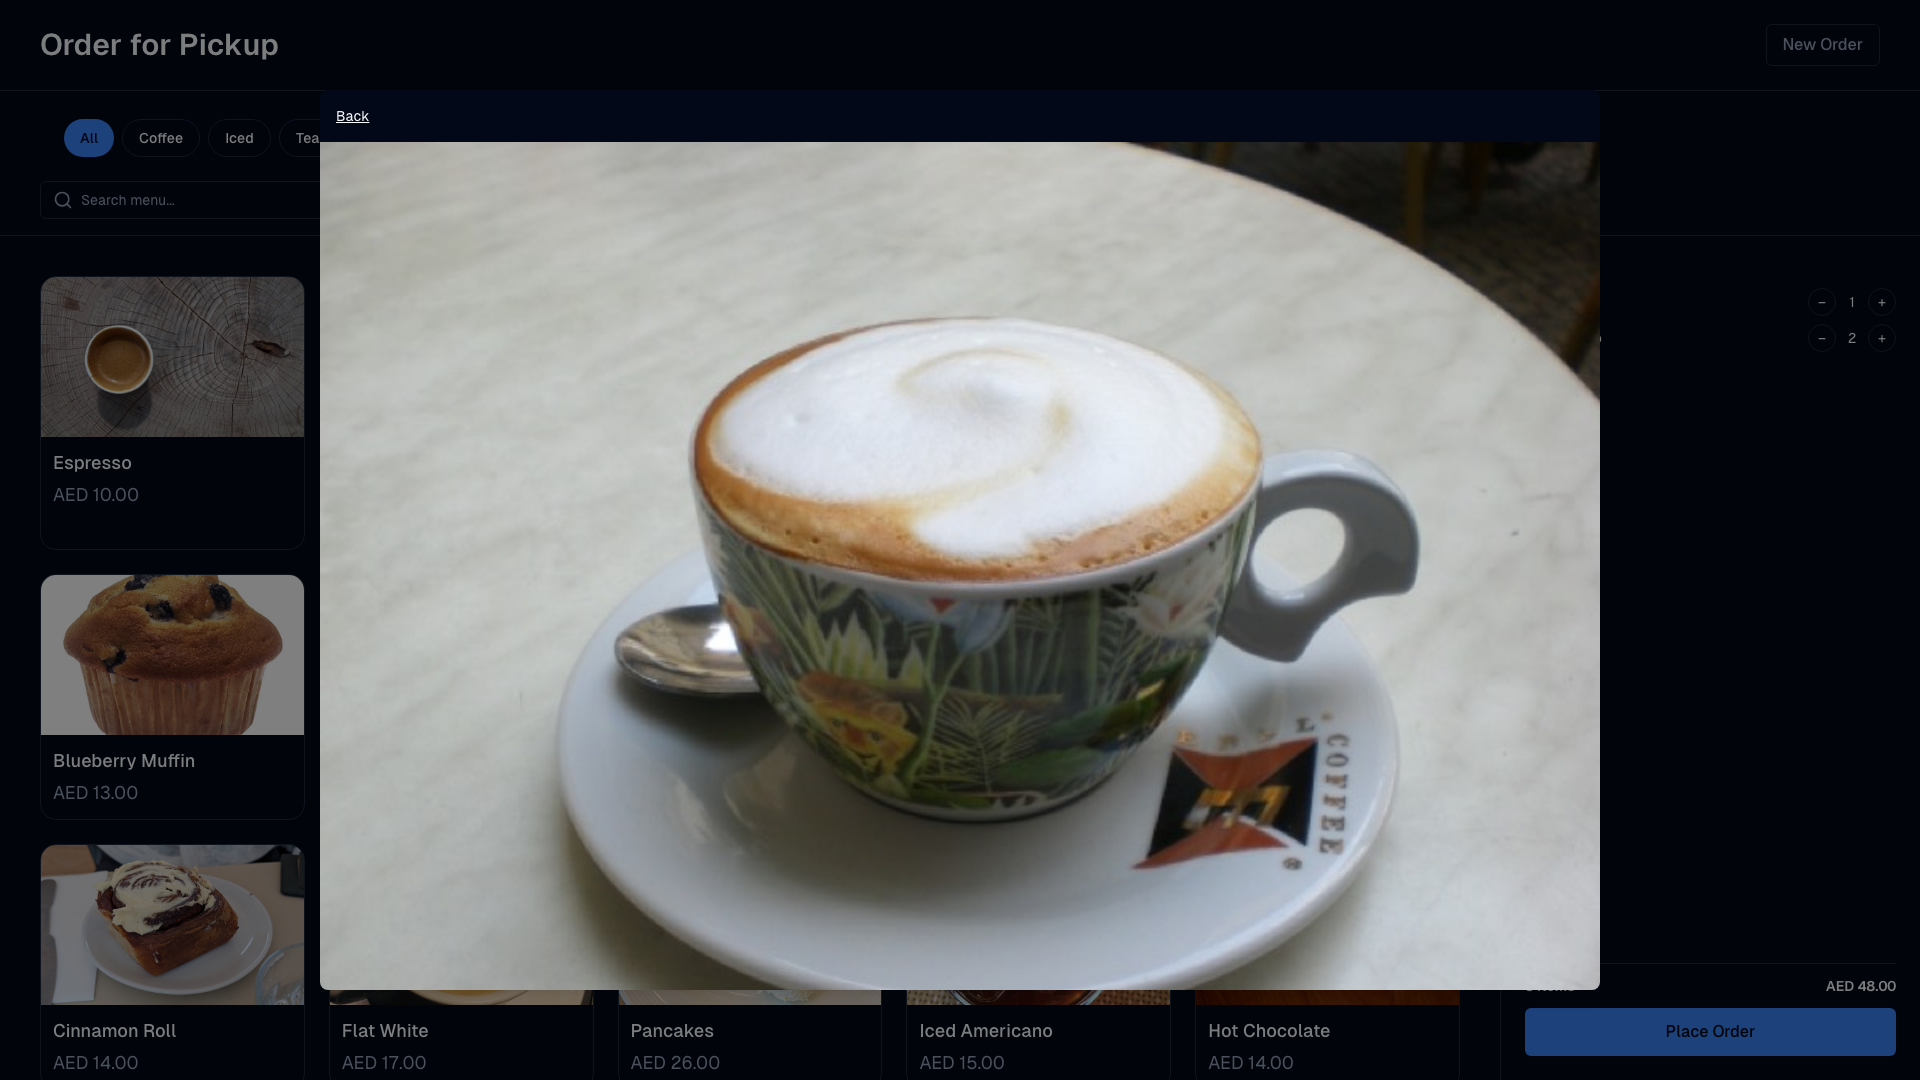 Order for Pickup
New Order
Back
All
Coffee
Iced
Tea
Search menu...
− 1 +
− 2 +
Espresso
AED 10.00
Blueberry Muffin
AED 13.00
COFFEE
Cinnamon Roll
AED 14.00
Flat White
AED 17.00
Pancakes
AED 26.00
Iced Americano
AED 15.00
Hot Chocolate
AED 14.00
AED 48.00
Place Order